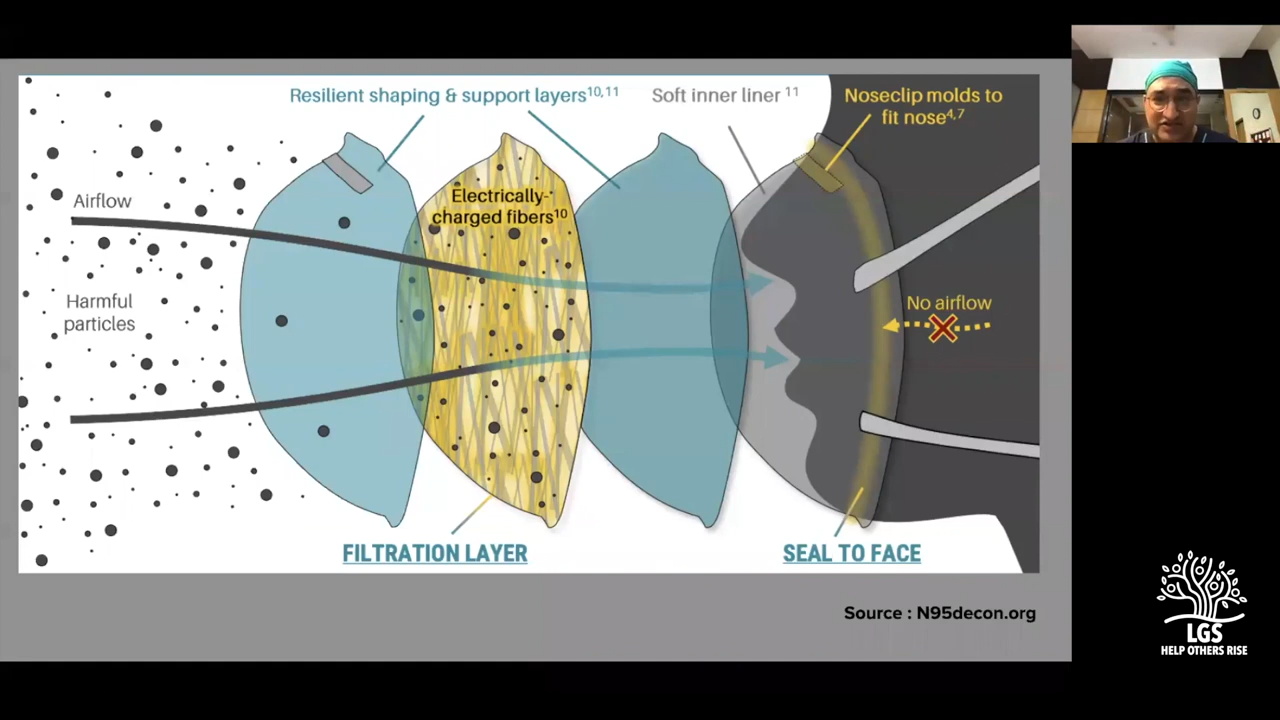 Resilient shaping & support layers10,11
Soft inner liner 11
Noseclip molds to
fit nose4,7
Airflow
Electrically-
charged fibers10
Harmful
particles
No airflow
FILTRATION LAYER
SEAL TO FACE
Source : N95decon.org
LGS
HELP OTHERS RISE